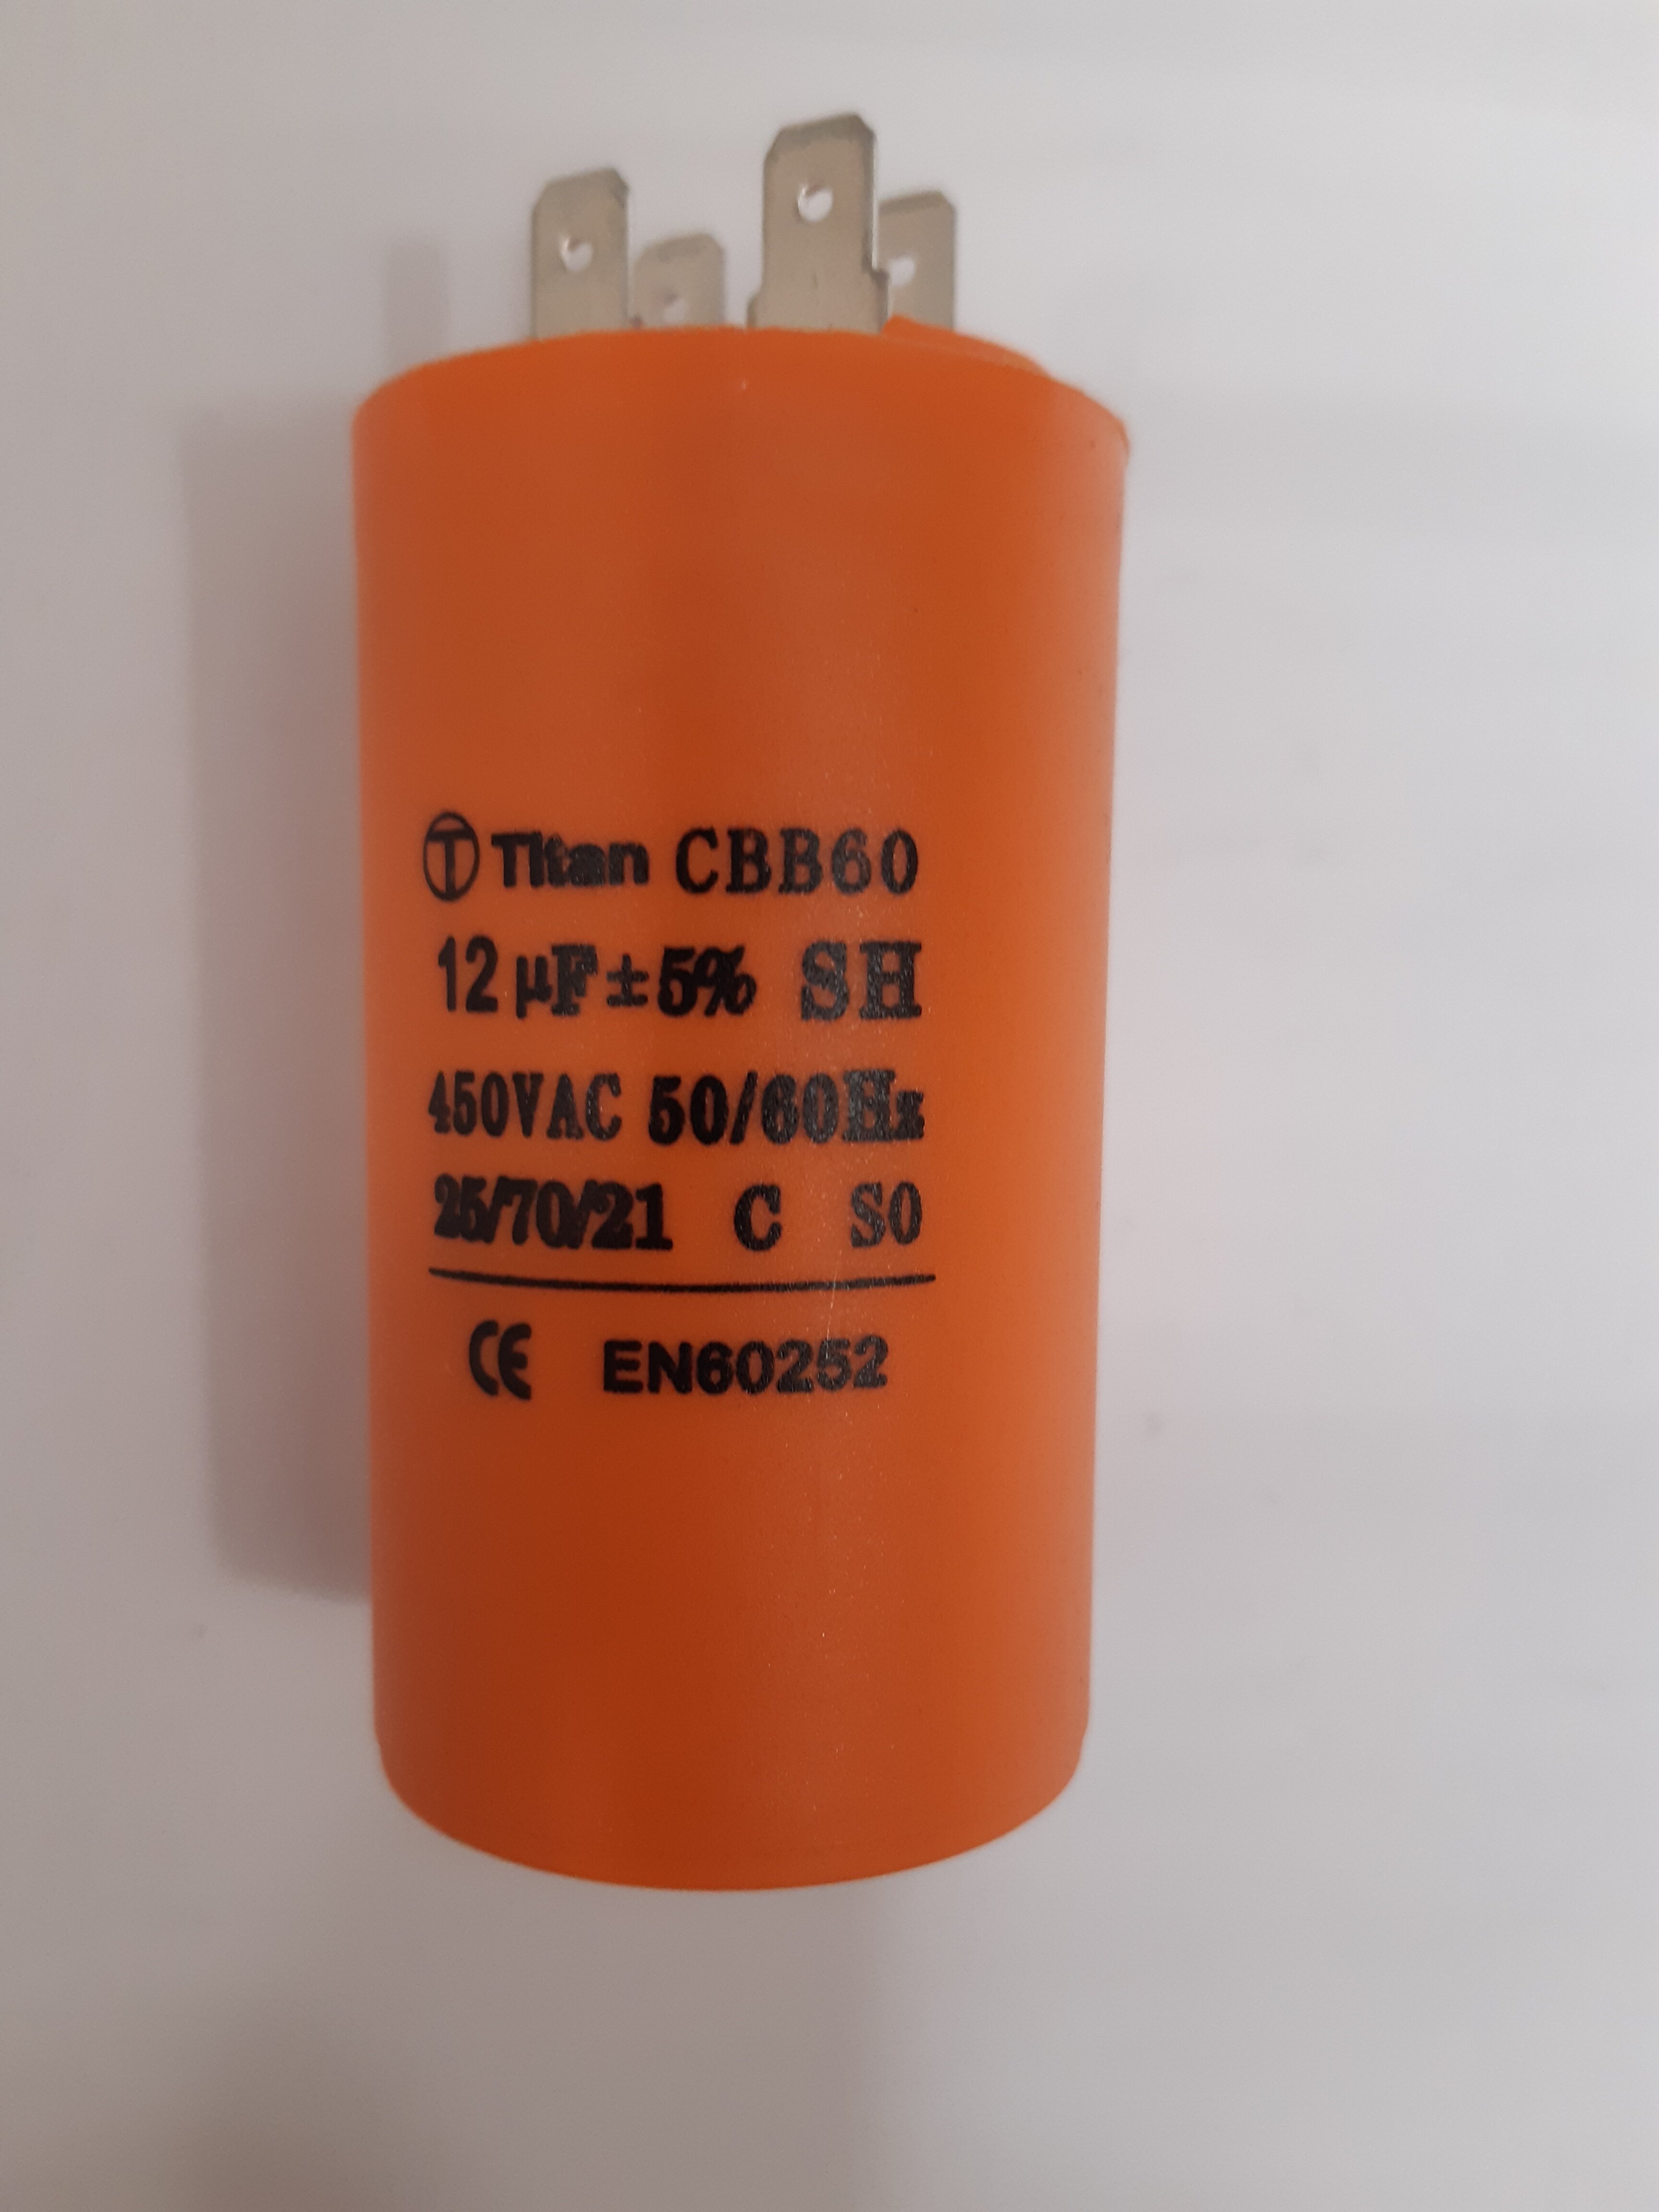 T Titan CBB60
12 µF±5% SH
450VAC 50/60Hz
25/70/21 C S0
CE EN60252